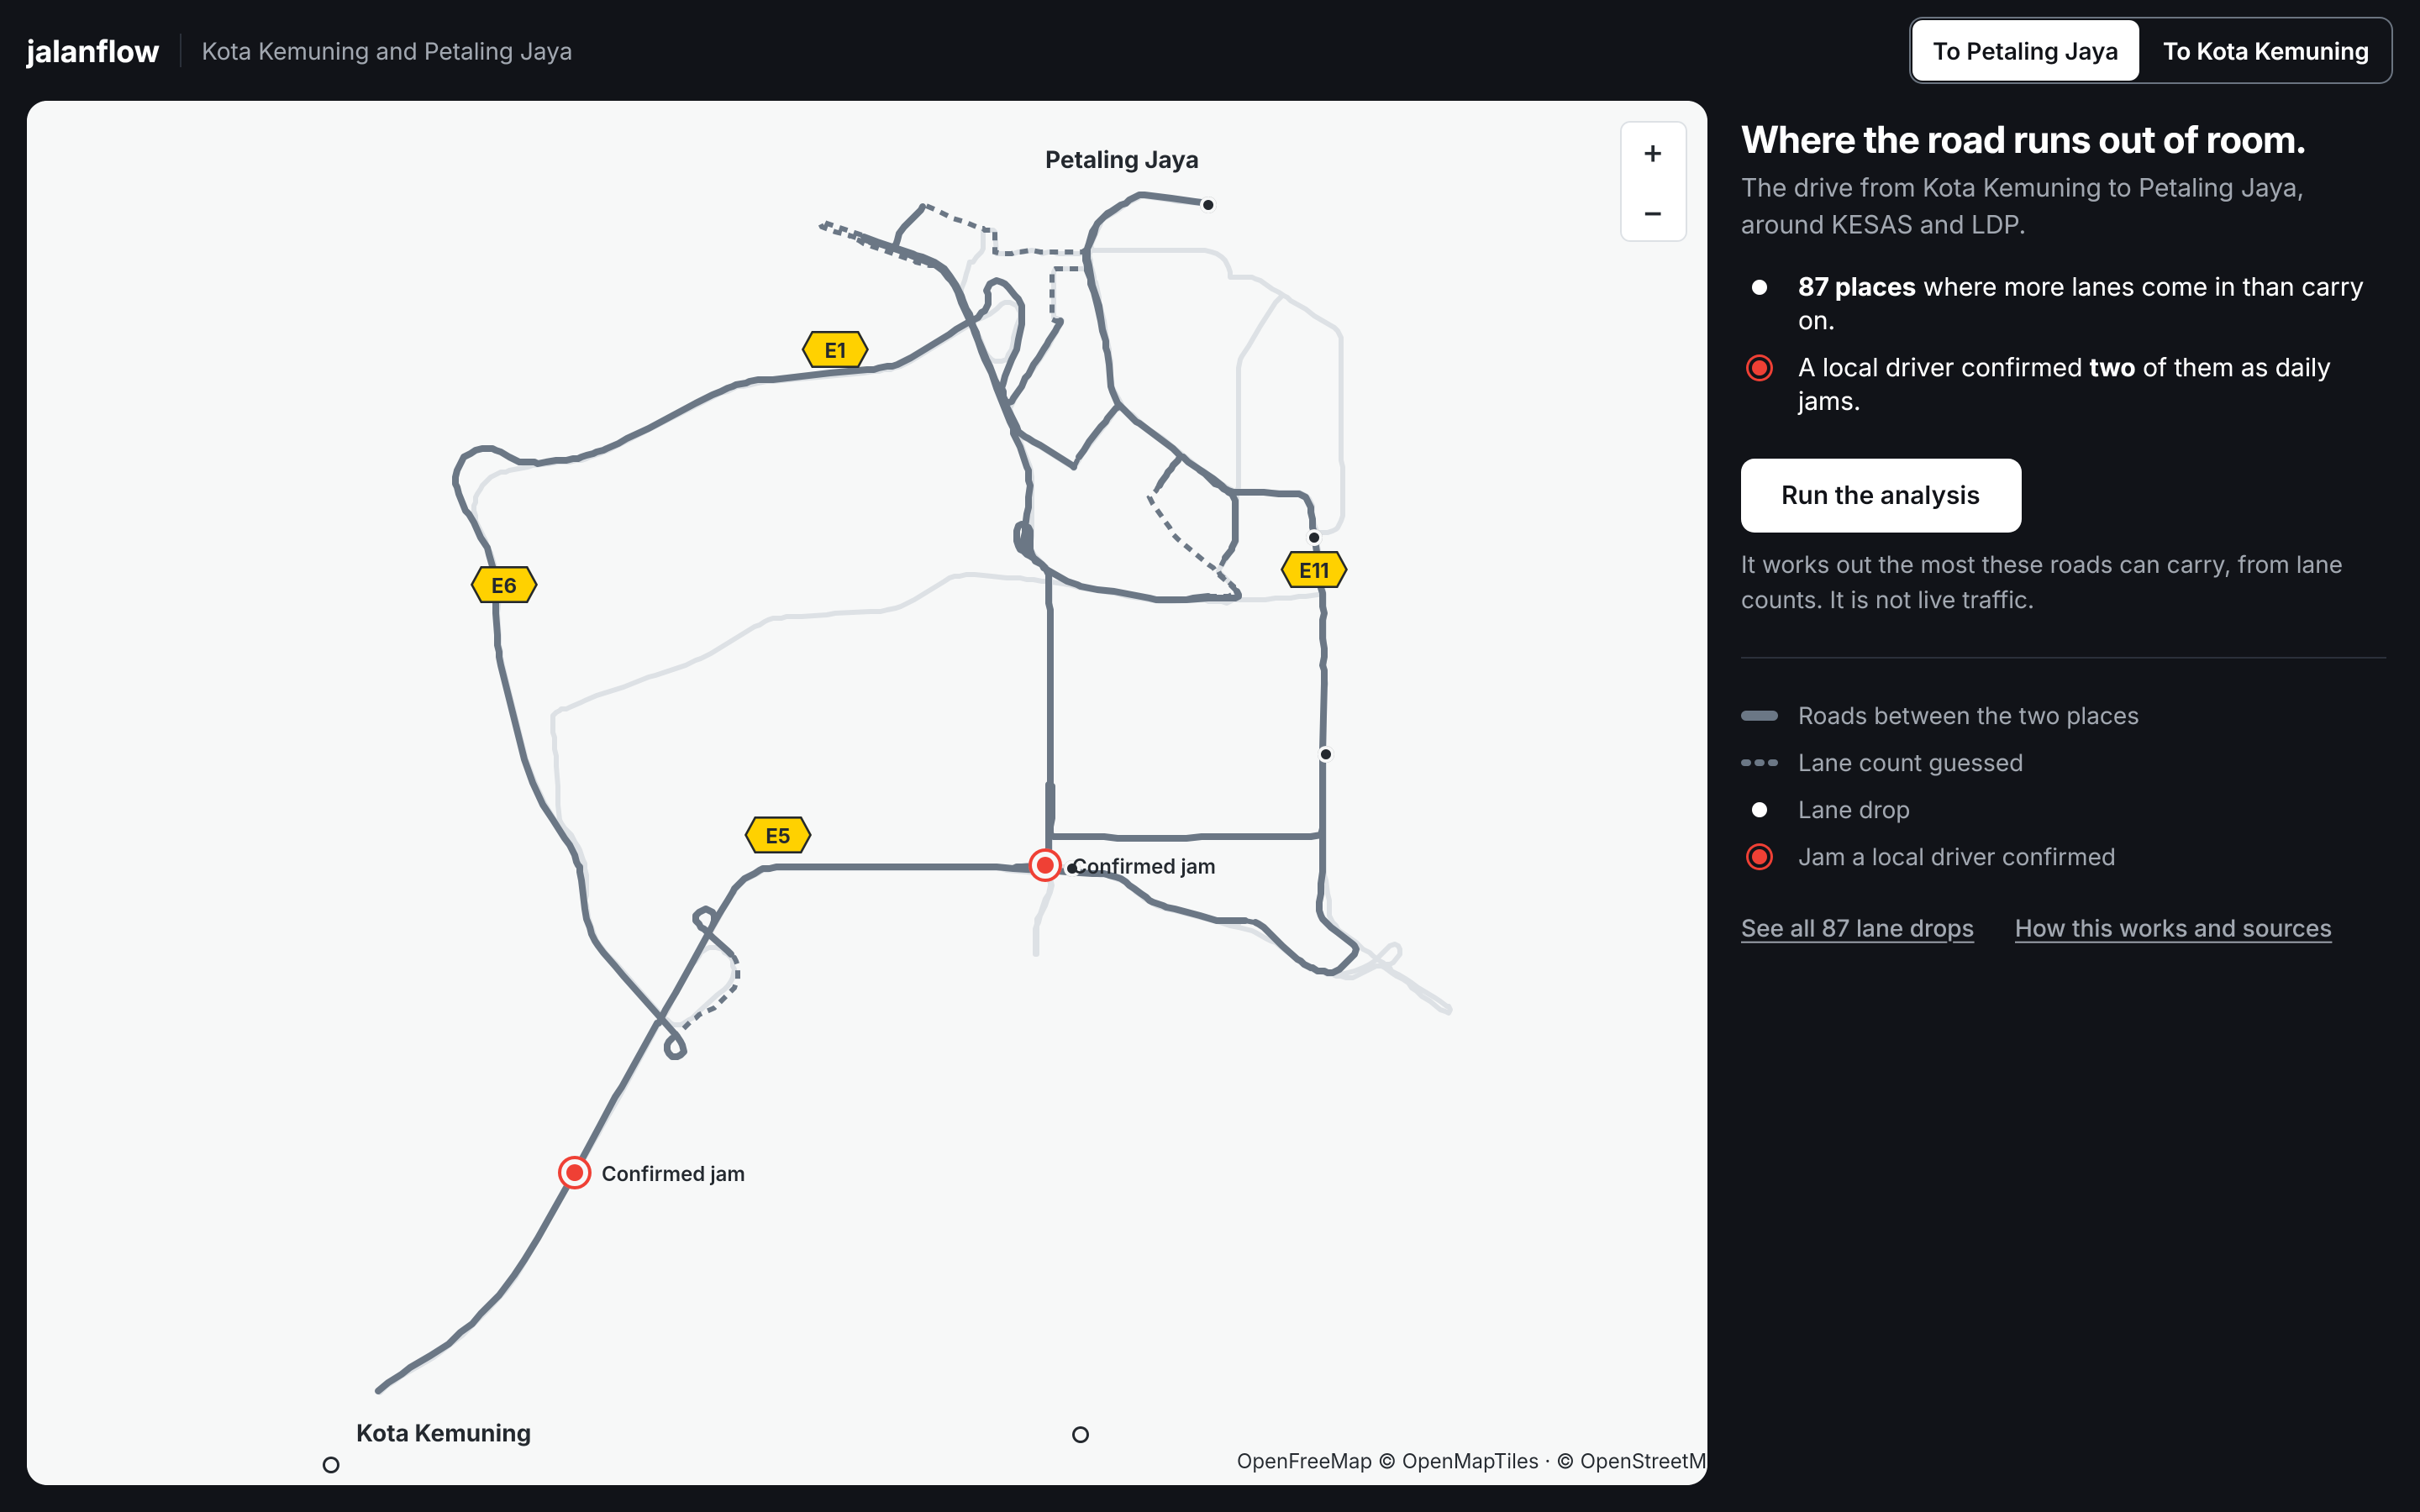 jalanflow
Kota Kemuning and Petaling Jaya
To Petaling Jaya
To Kota Kemuning
Petaling Jaya
+
−
E1
E6
E11
E5
Confirmed jam
Confirmed jam
Kota Kemuning
OpenFreeMap © OpenMapTiles · © OpenStreetM
Where the road runs out of room.
The drive from Kota Kemuning to Petaling Jaya,
around KESAS and LDP.
87 places where more lanes come in than carry
on.
A local driver confirmed two of them as daily
jams.
Run the analysis
It works out the most these roads can carry, from lane
counts. It is not live traffic.
Roads between the two places
Lane count guessed
Lane drop
Jam a local driver confirmed
See all 87 lane drops
How this works and sources